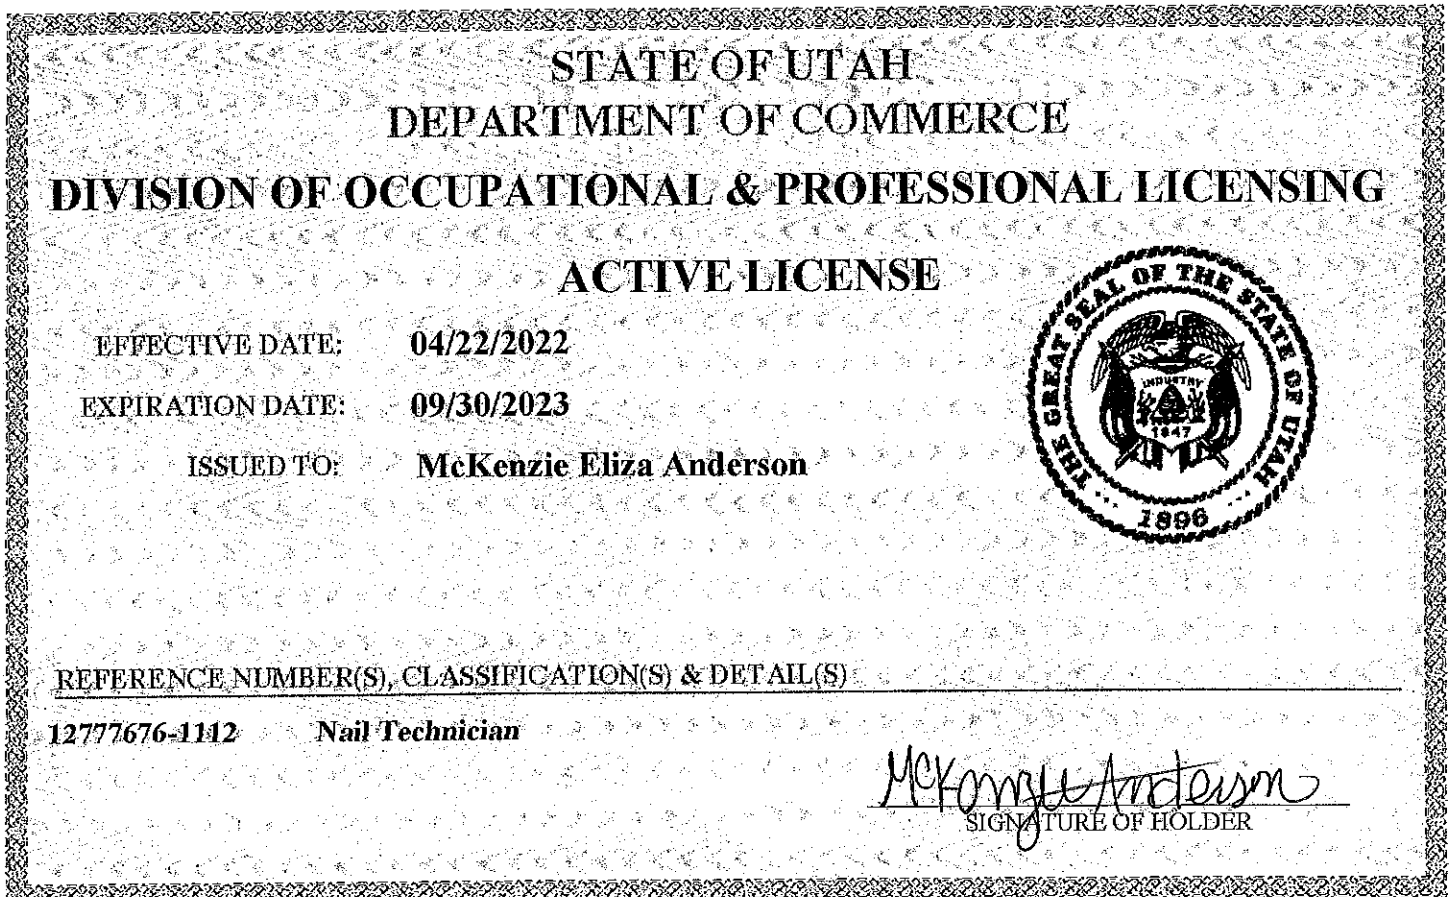 STATE OF UTAH
DEPARTMENT OF COMMERCE
DIVISION OF OCCUPATIONAL & PROFESSIONAL LICENSING
ACTIVE LICENSE
EFFECTIVE DATE: 04/22/2022
EXPIRATION DATE: 09/30/2023
ISSUED TO: McKenzie Eliza Anderson
THE GREAT SEAL OF THE STATE OF UTAH
INDUSTRY
1847
1896
REFERENCE NUMBER(S), CLASSIFICATION(S) & DETAIL(S)
12777676-1112 Nail Technician
McKenzie Anderson
SIGNATURE OF HOLDER